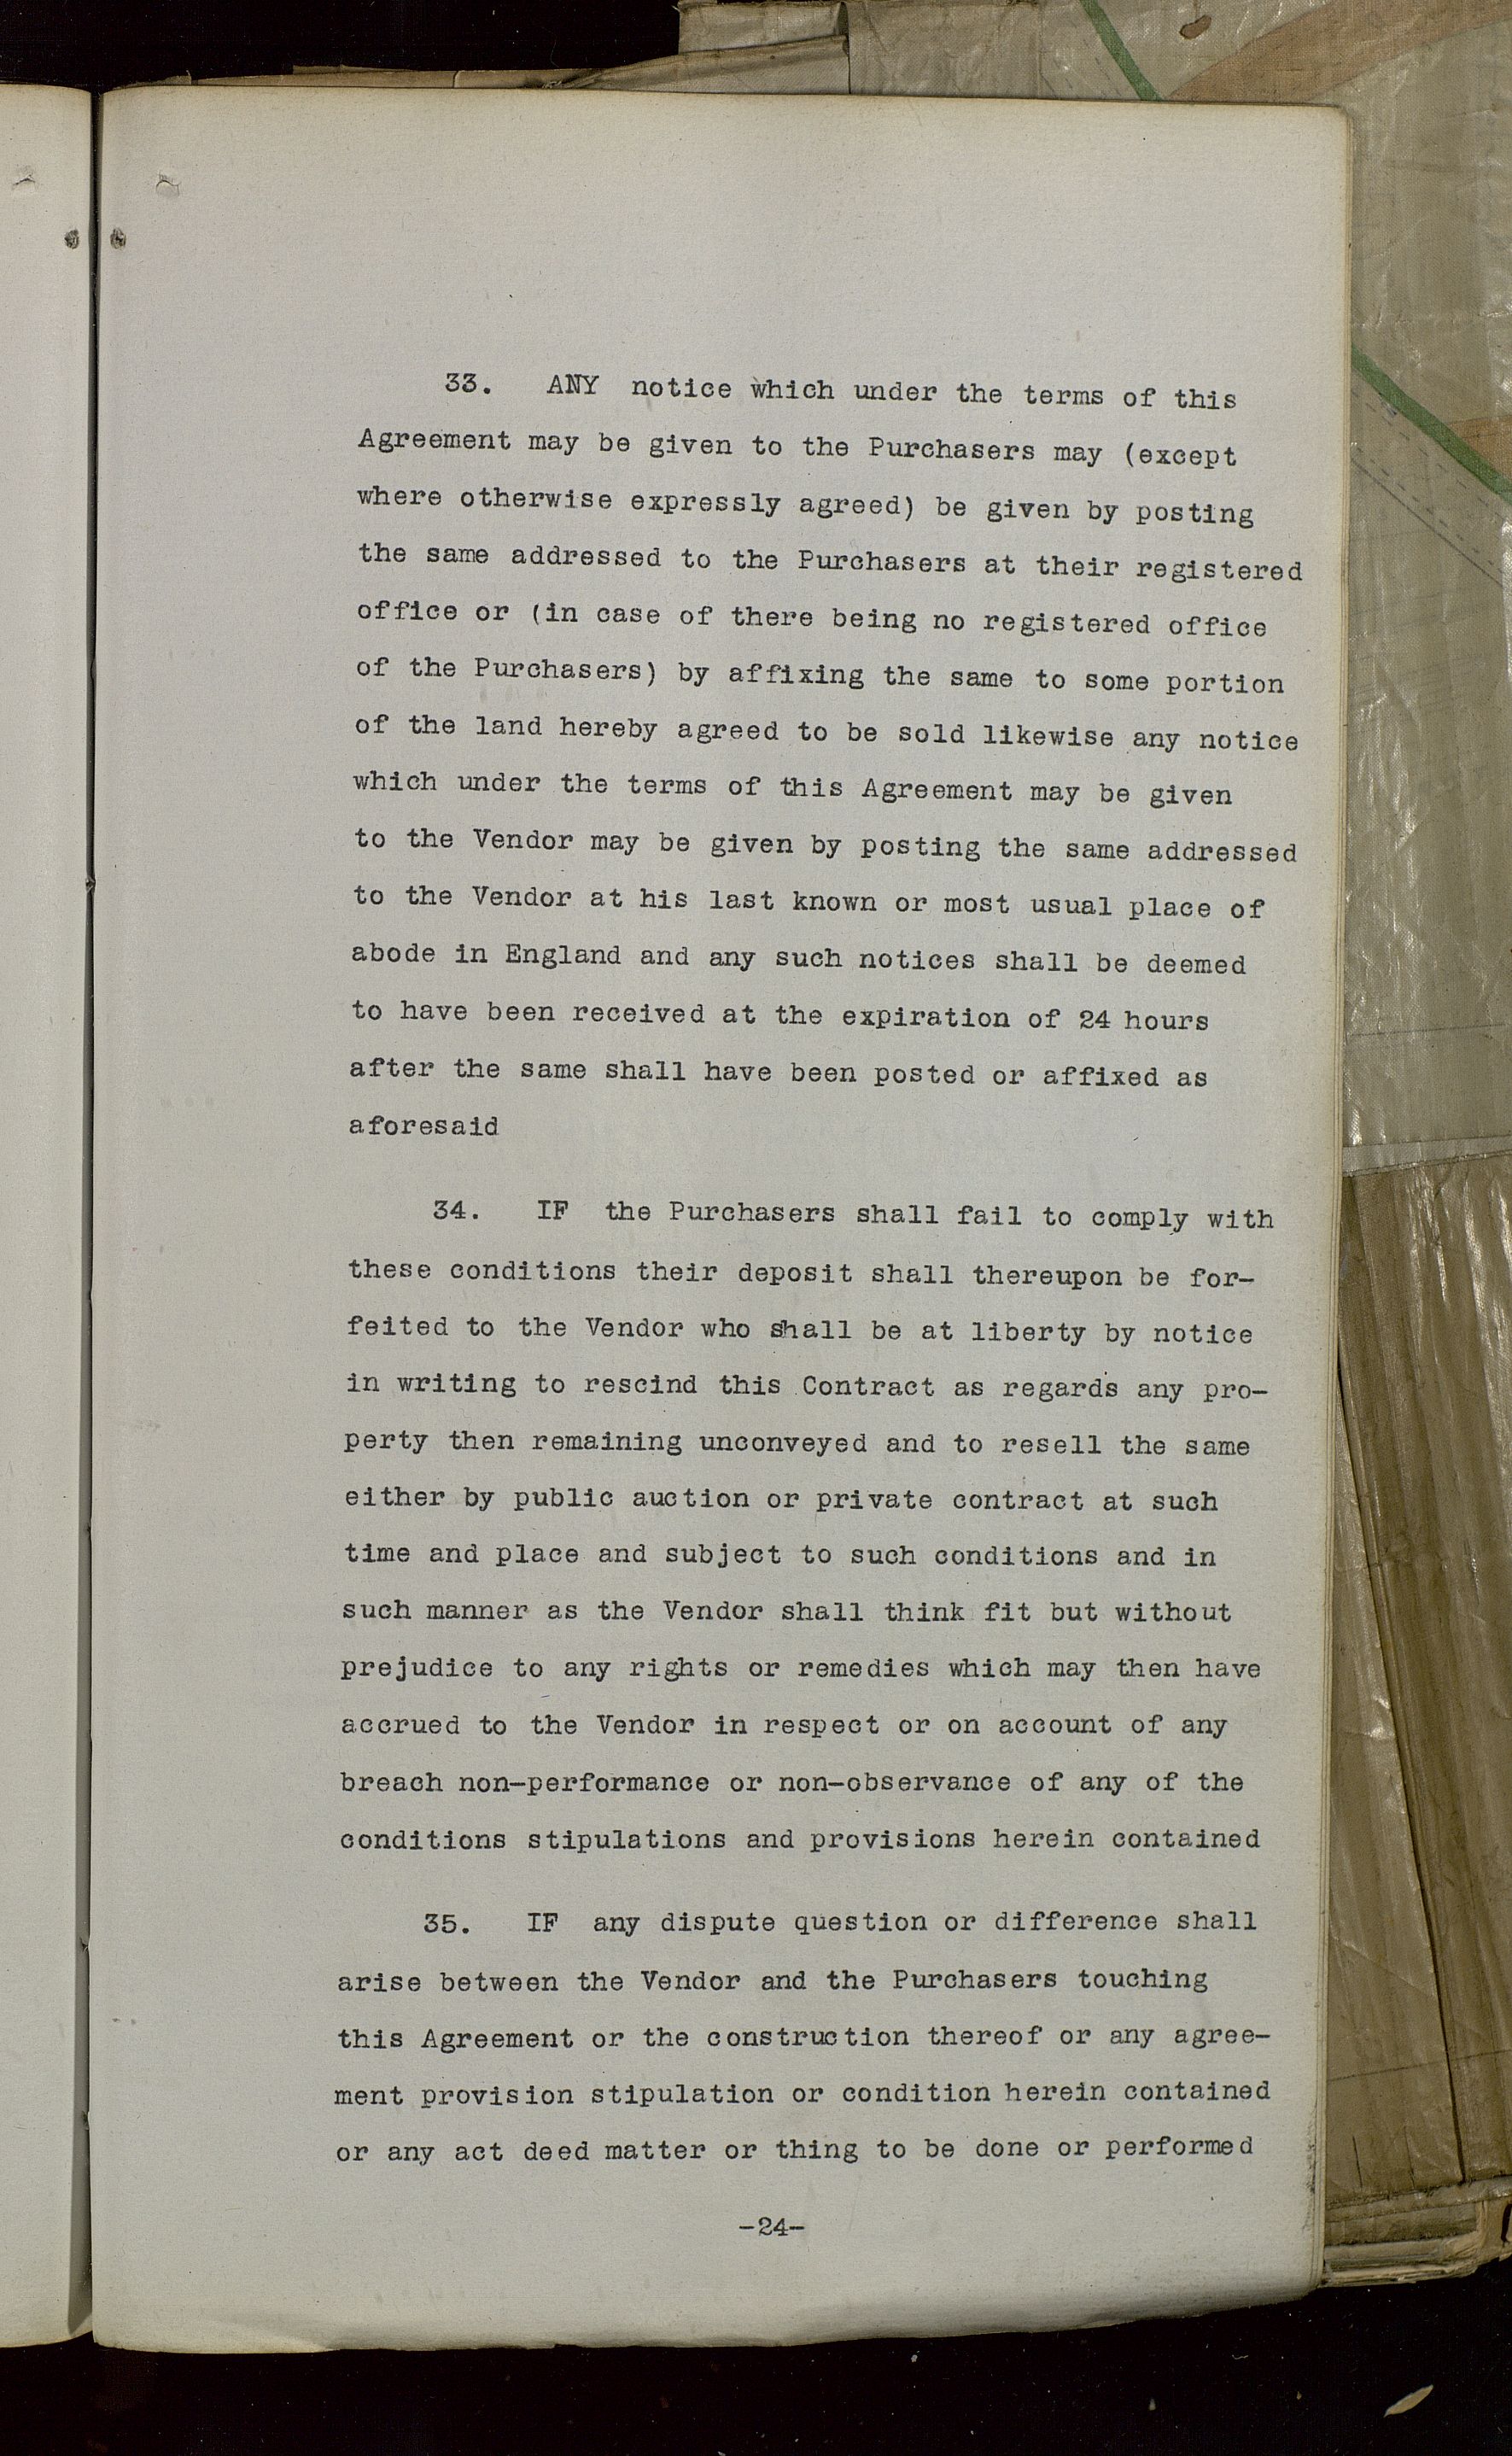 33. ANY notice which under the terms of this
Agreement may be given to the Purchasers may (except
where otherwise expressly agreed) be given by posting
the same addressed to the Purchasers at their registered
office or (in case of there being no registered office
of the Purchasers) by affixing the same to some portion
of the land hereby agreed to be sold likewise any notice
which under the terms of this Agreement may be given
to the Vendor may be given by posting the same addressed
to the Vendor at his last known or most usual place of
abode in England and any such notices shall be deemed
to have been received at the expiration of 24 hours
after the same shall have been posted or affixed as
aforesaid
34. IF the Purchasers shall fail to comply with
these conditions their deposit shall thereupon be for-
feited to the Vendor who shall be at liberty by notice
in writing to rescind this Contract as regards any pro-
perty then remaining unconveyed and to resell the same
either by public auction or private contract at such
time and place and subject to such conditions and in
such manner as the Vendor shall think fit but without
prejudice to any rights or remedies which may then have
accrued to the Vendor in respect or on account of any
breach non-performance or non-observance of any of the
conditions stipulations and provisions herein contained
35. IF any dispute question or difference shall
arise between the Vendor and the Purchasers touching
this Agreement or the construction thereof or any agree-
ment provision stipulation or condition herein contained
or any act deed matter or thing to be done or performed
-24-